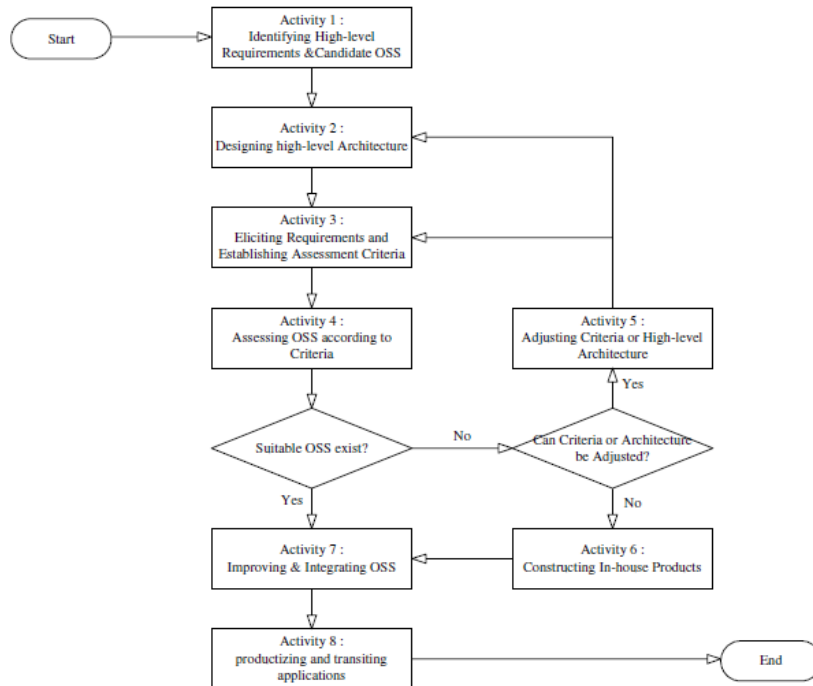 Start
Activity 1 :
Identifying High-level
Requirements &Candidate OSS
Activity 2 :
Designing high-level Architecture
Activity 3 :
Eliciting Requirements and
Establishing Assessment Criteria
Activity 4 :
Assessing OSS according to
Criteria
Activity 5 :
Adjusting Criteria or High-level
Architecture
Yes
Suitable OSS exist?
No
Can Criteria or Architecture
be Adjusted?
Yes
No
Activity 7 :
Improving & Integrating OSS
Activity 6 :
Constructing In-house Products
Activity 8 :
productizing and transiting
applications
End